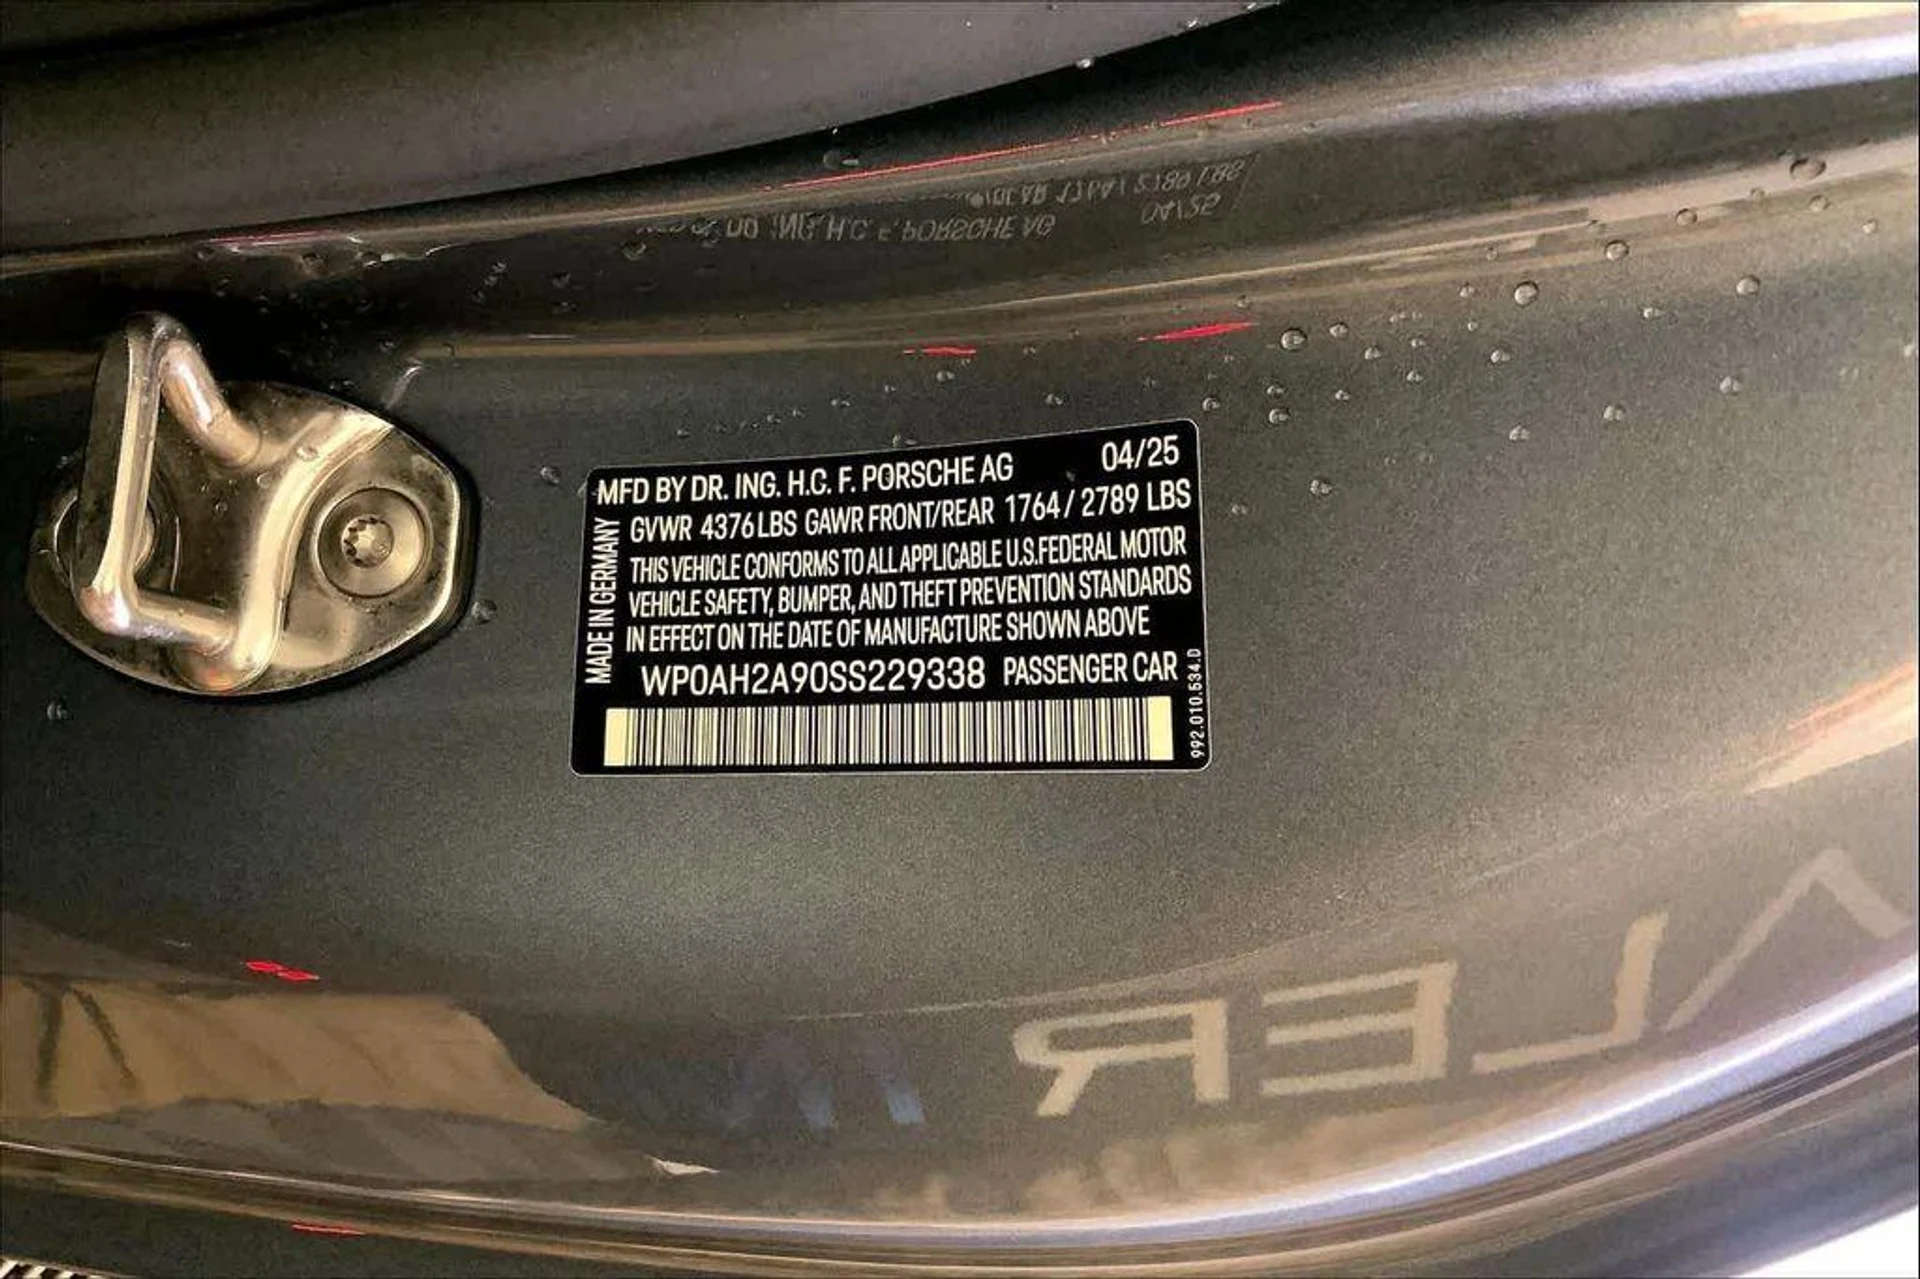 MFD BY DR. ING. H.C. F. PORSCHE AG 04/25
GVWR 4376 LBS GAWR FRONT/REAR 1764 / 2789 LBS
THIS VEHICLE CONFORMS TO ALL APPLICABLE U.S.FEDERAL MOTOR
VEHICLE SAFETY, BUMPER, AND THEFT PREVENTION STANDARDS
IN EFFECT ON THE DATE OF MANUFACTURE SHOWN ABOVE
WP0AH2A90SS229338 PASSENGER CAR
MADE IN GERMANY
992.010.534.D